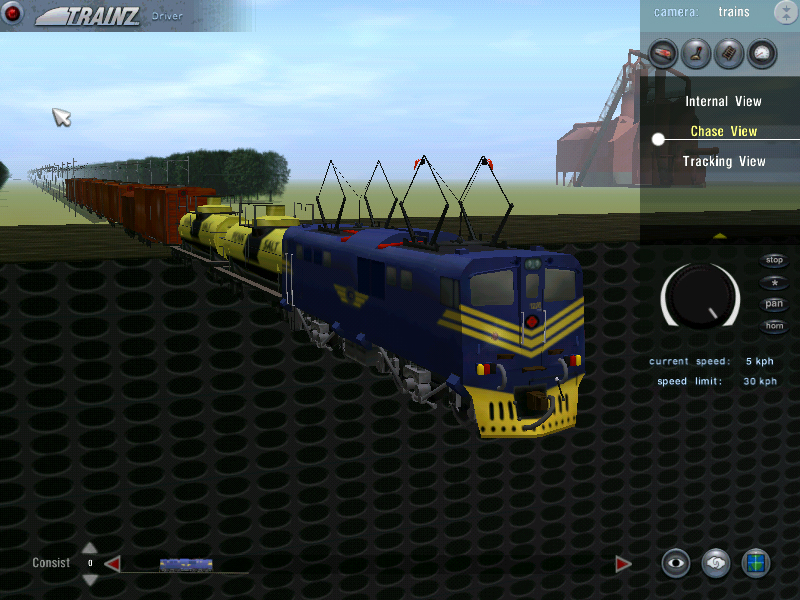 TRAINZ Driver
camera: trains
Internal View
Chase View
Tracking View
stop
*
pan
horn
current speed: 5 kph
speed limit: 30 kph
SALT
Consist 0